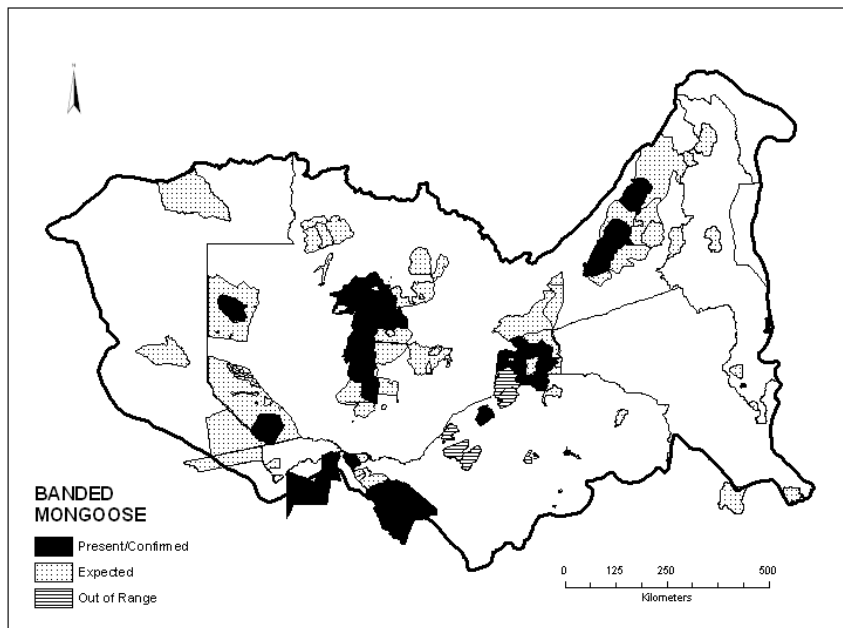 N
BANDED
MONGOOSE
Present/Confirmed
Expected
Out of Range
0 125 250 500
Kilometers